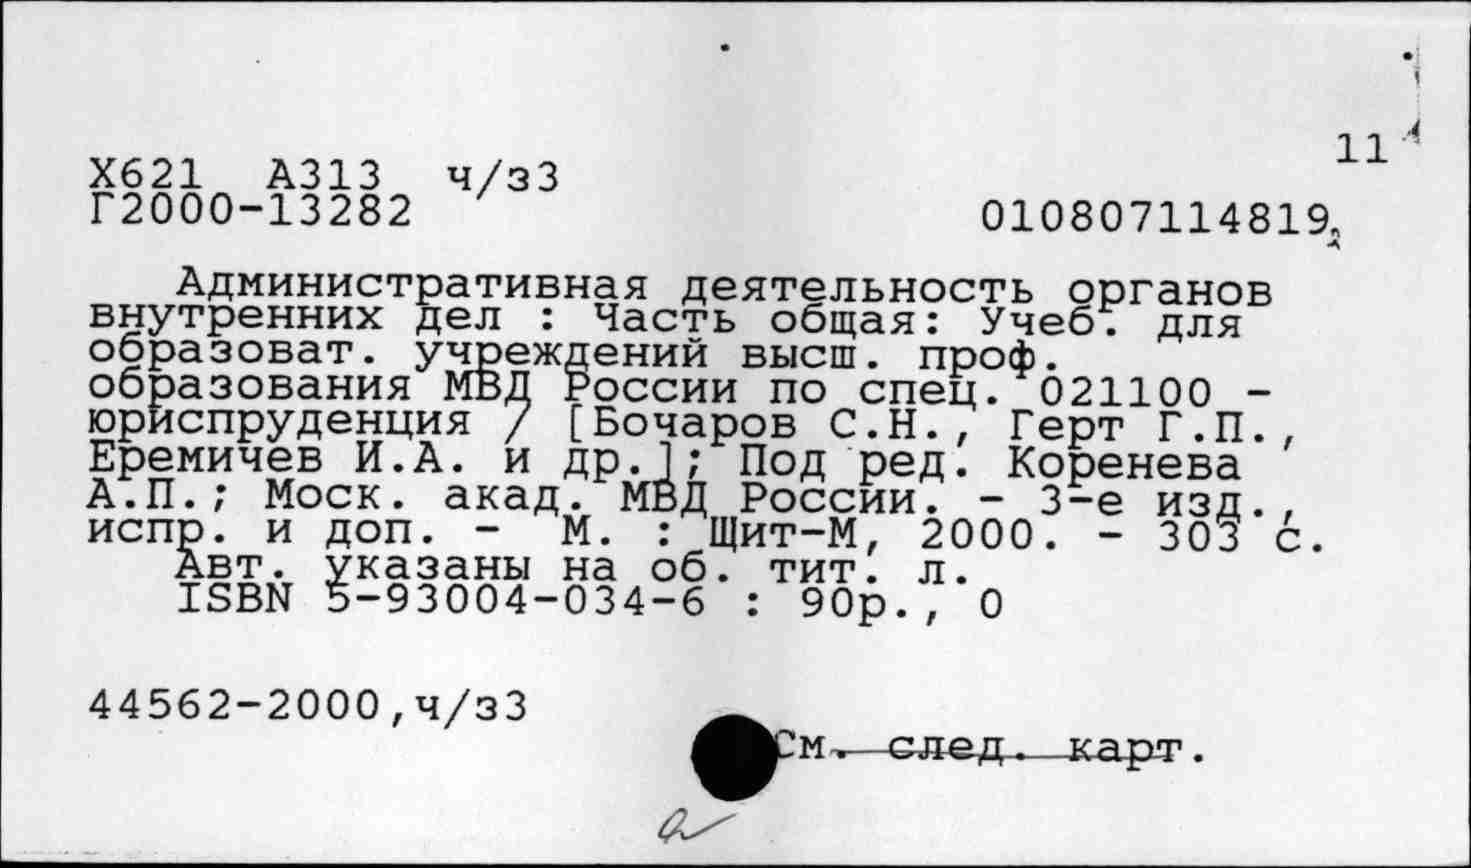 11
Х621 А313 ч/з3
Г2000-13282
010807114819
Административная деятельность органов
внутренних дел : Часть общая: Учеб. для
образоват. учреждений высш. проф.
образования МВД России по спец. 021100 -
юриспруденция / [Бочаров С.Н., Герт Г.П.,
Еремичев И.А. и др.]; Под ред. Коренева
А.П.; Моск. акад. МВД России. - 3-е изд.,
испр. и доп. - М. : Щит-М, 2000. - 303 с.
Авт. указаны на об. тит. л.
ISBN 5-93004-034-6 : 90р., 0
44562-2000,ч/з3
См. след. карт.